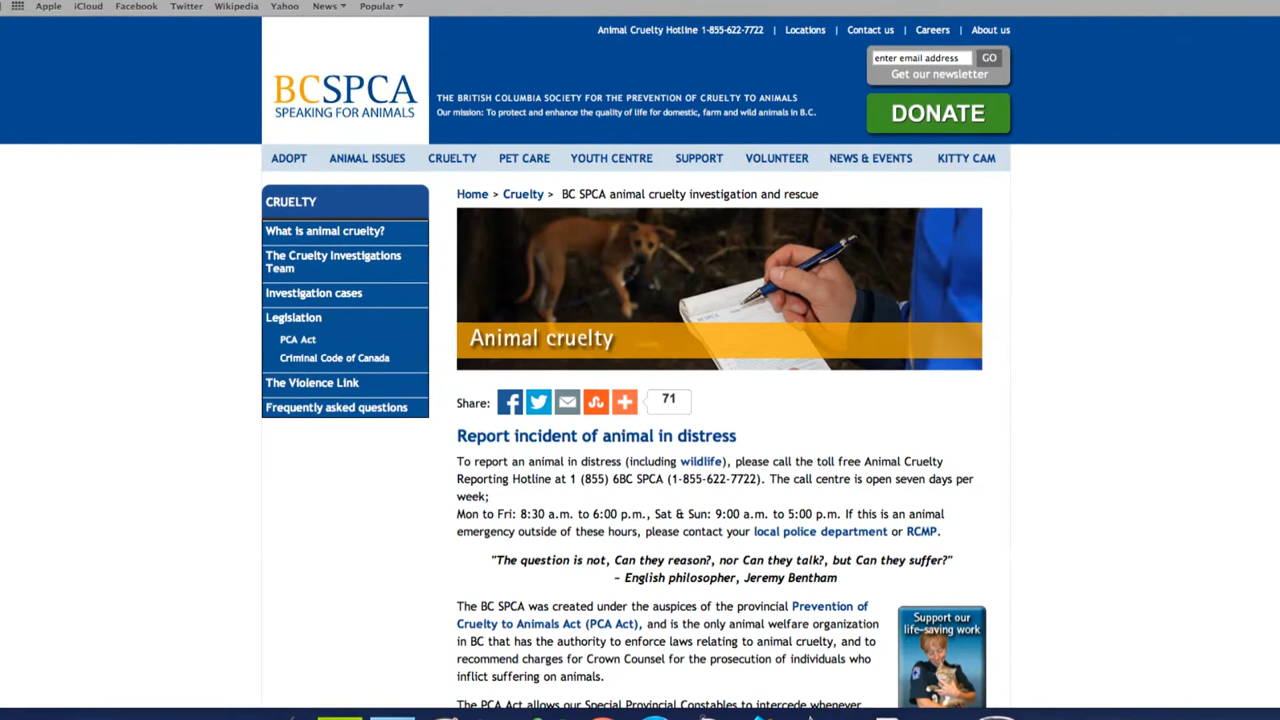 Apple iCloud Facebook Twitter Wikipedia Yahoo News Popular
Animal Cruelty Hotline 1-855-622-7722 | Locations | Contact us | Careers | About us
enter email address GO
Get our newsletter
DONATE
BCSPCA
SPEAKING FOR ANIMALS
THE BRITISH COLUMBIA SOCIETY FOR THE PREVENTION OF CRUELTY TO ANIMALS
Our mission: To protect and enhance the quality of life for domestic, farm and wild animals in B.C.
ADOPT ANIMAL ISSUES CRUELTY PET CARE YOUTH CENTRE SUPPORT VOLUNTEER NEWS & EVENTS KITTY CAM
CRUELTY
What is animal cruelty?
The Cruelty Investigations
Team
Investigation cases
Legislation
PCA Act
Criminal Code of Canada
The Violence Link
Frequently asked questions
Home > Cruelty > BC SPCA animal cruelty investigation and rescue
Animal cruelty
Share: 71
Report incident of animal in distress
To report an animal in distress (including wildlife), please call the toll free Animal Cruelty
Reporting Hotline at 1 (855) 6BC SPCA (1-855-622-7722). The call centre is open seven days per
week;
Mon to Fri: 8:30 a.m. to 6:00 p.m., Sat & Sun: 9:00 a.m. to 5:00 p.m. If this is an animal
emergency outside of these hours, please contact your local police department or RCMP.
"The question is not, Can they reason?, nor Can they talk?, but Can they suffer?"
– English philosopher, Jeremy Bentham
The BC SPCA was created under the auspices of the provincial Prevention of
Cruelty to Animals Act (PCA Act), and is the only animal welfare organization
in BC that has the authority to enforce laws relating to animal cruelty, and to
recommend charges for Crown Counsel for the prosecution of individuals who
inflict suffering on animals.
The PCA Act allows our Special Provincial Constables to intercede whenever
Support our
life-saving work